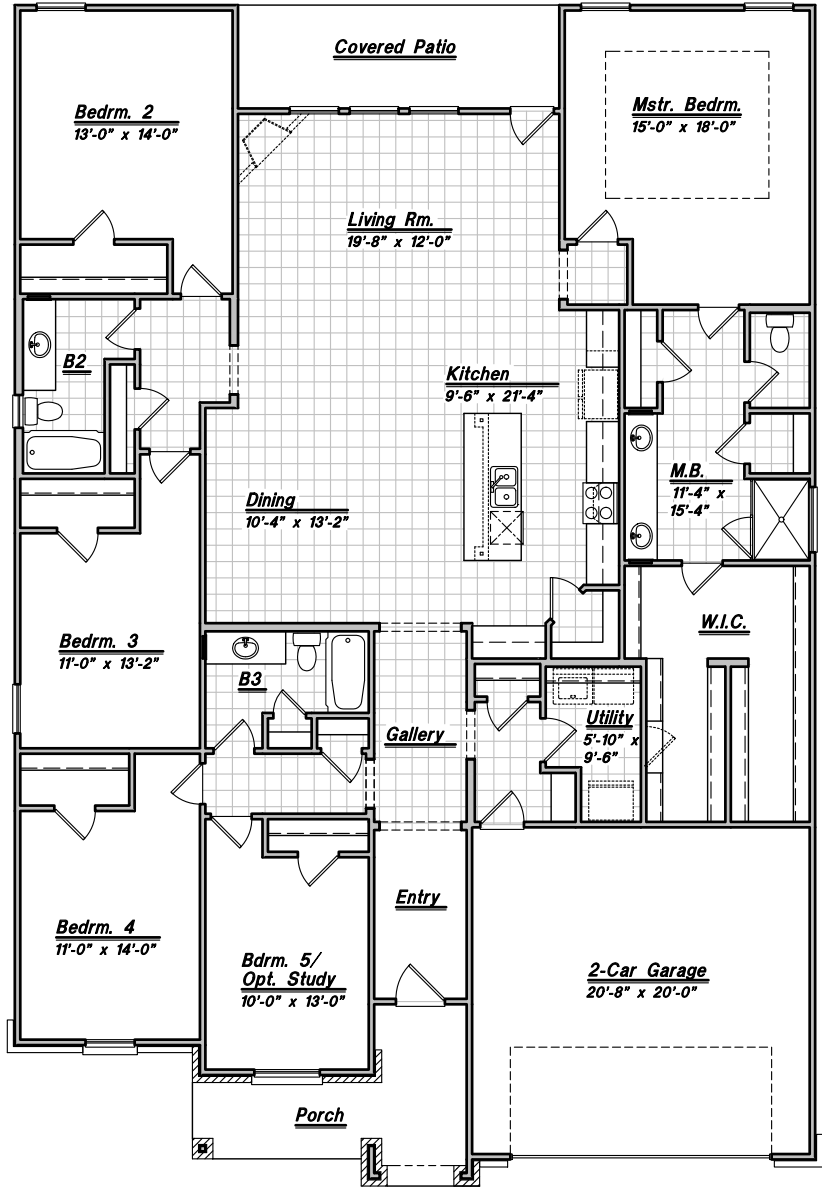 Covered Patio
Bedrm. 2
13'-0" x 14'-0"
Mstr. Bedrm.
15'-0" x 18'-0"
Living Rm.
19'-8" x 12'-0"
B2
Kitchen
9'-6" x 21'-4"
M.B.
11'-4" x
15'-4"
Dining
10'-4" x 13'-2"
Bedrm. 3
11'-0" x 13'-2"
B3
W.I.C.
Gallery
Utility
5'-10" x
9'-6"
Bedrm. 4
11'-0" x 14'-0"
Entry
Bdrm. 5/
Opt. Study
10'-0" x 13'-0"
2-Car Garage
20'-8" x 20'-0"
Porch